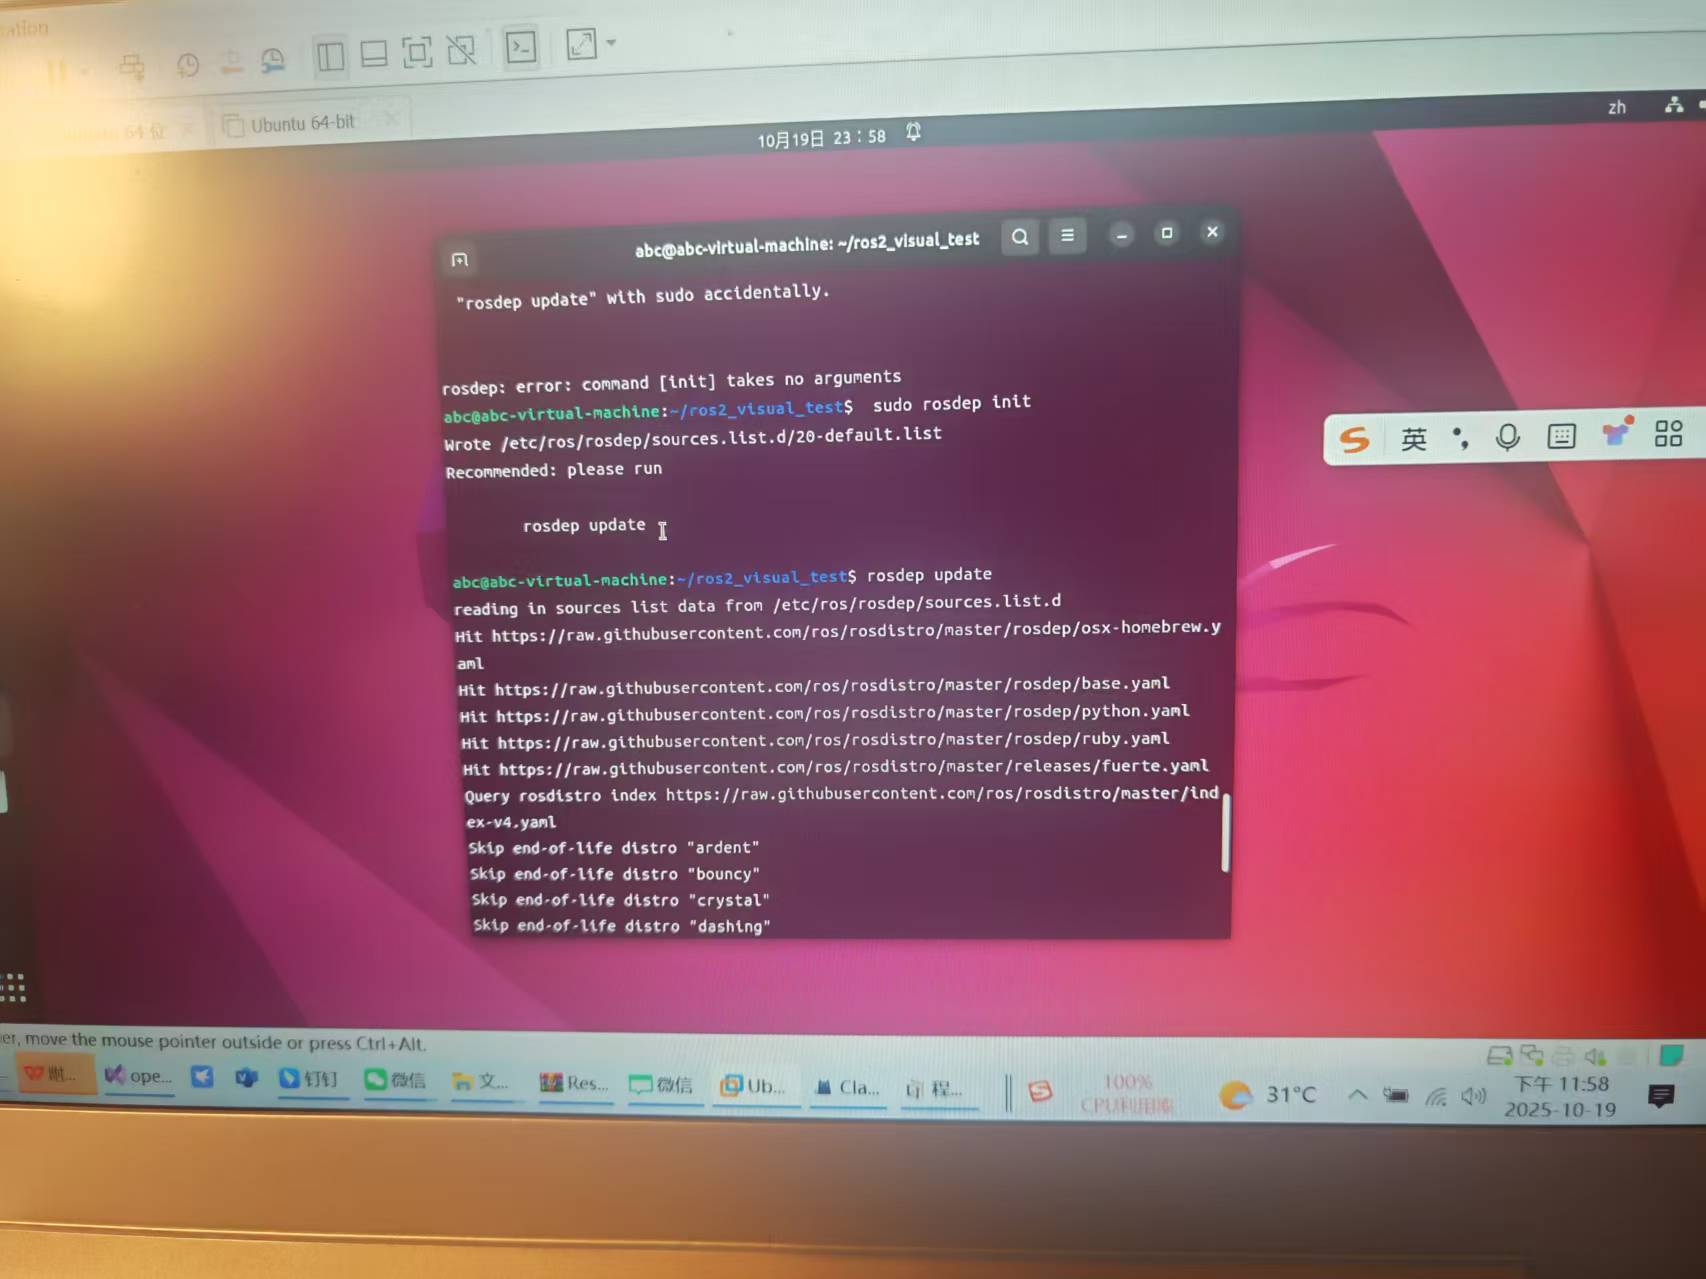 Ubuntu 64-bit
zh
10月19日 23：58
abc@abc-virtual-machine: ~/ros2_visual_test
"rosdep update" with sudo accidentally.
rosdep: error: command [init] takes no arguments
abc@abc-virtual-machine:~/ros2_visual_test$  sudo rosdep init
Wrote /etc/ros/rosdep/sources.list.d/20-default.list
Recommended: please run
rosdep update
abc@abc-virtual-machine:~/ros2_visual_test$ rosdep update
reading in sources list data from /etc/ros/rosdep/sources.list.d
Hit https://raw.githubusercontent.com/ros/rosdistro/master/rosdep/osx-homebrew.y
aml
Hit https://raw.githubusercontent.com/ros/rosdistro/master/rosdep/base.yaml
Hit https://raw.githubusercontent.com/ros/rosdistro/master/rosdep/python.yaml
Hit https://raw.githubusercontent.com/ros/rosdistro/master/rosdep/ruby.yaml
Hit https://raw.githubusercontent.com/ros/rosdistro/master/releases/fuerte.yaml
Query rosdistro index https://raw.githubusercontent.com/ros/rosdistro/master/ind
ex-v4.yaml
Skip end-of-life distro "ardent"
Skip end-of-life distro "bouncy"
Skip end-of-life distro "crystal"
Skip end-of-life distro "dashing"
英
er, move the mouse pointer outside or press Ctrl+Alt.
ope... 钉钉 微信 文... Res... 微信 Ub... Cla... 程...
100%
CPU利用率
31°C
下午 11:58
2025-10-19